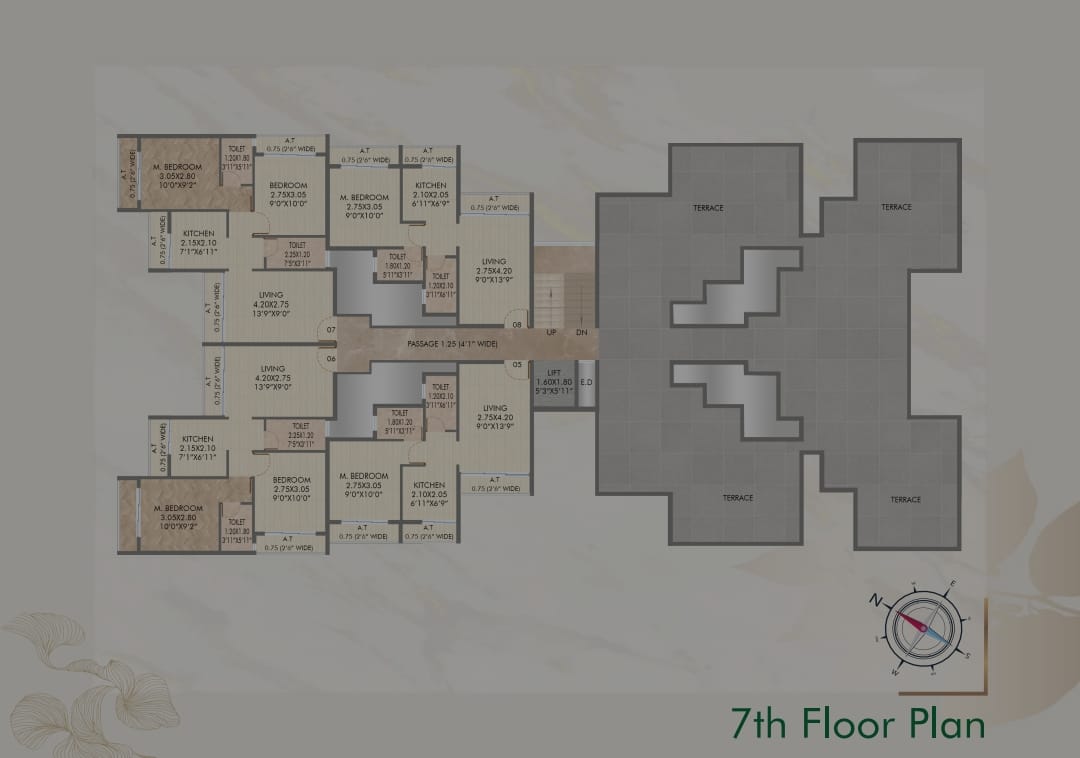 A.T
0.75 (2'6" WIDE)
M. BEDROOM
3.05X2.80
10'0"X9'2"
TOILET
1.20X1.80
3'11"X5'11"
A.T
0.75 (2'6" WIDE)
BEDROOM
2.75X3.05
9'0"X10'0"
A.T
0.75 (2'6" WIDE)
M. BEDROOM
2.75X3.05
9'0"X10'0"
A.T
0.75 (2'6" WIDE)
KITCHEN
2.10X2.05
6'11"X6'9"
A.T
0.75 (2'6" WIDE)
A.T
0.75 (2'6" WIDE)
KITCHEN
2.15X2.10
7'1"X6'11"
TOILET
2.25X1.20
7'5"X3'11"
TOILET
1.80X1.20
5'11"X3'11"
TOILET
1.20X2.10
3'11"X6'11"
LIVING
2.75X4.20
9'0"X13'9"
A.T
0.75 (2'6" WIDE)
LIVING
4.20X2.75
13'9"X9'0"
07
08
UP
DN
PASSAGE 1.25 (4'1" WIDE)
06
05
LIFT
1.60X1.80
5'3"X5'11"
E.D
A.T
0.75 (2'6" WIDE)
LIVING
4.20X2.75
13'9"X9'0"
TOILET
1.20X2.10
3'11"X6'11"
TOILET
1.80X1.20
5'11"X3'11"
LIVING
2.75X4.20
9'0"X13'9"
A.T
0.75 (2'6" WIDE)
KITCHEN
2.15X2.10
7'1"X6'11"
TOILET
2.25X1.20
7'5"X3'11"
M. BEDROOM
3.05X2.80
10'0"X9'2"
TOILET
1.20X1.80
3'11"X5'11"
BEDROOM
2.75X3.05
9'0"X10'0"
A.T
0.75 (2'6" WIDE)
M. BEDROOM
2.75X3.05
9'0"X10'0"
A.T
0.75 (2'6" WIDE)
KITCHEN
2.10X2.05
6'11"X6'9"
A.T
0.75 (2'6" WIDE)
A.T
0.75 (2'6" WIDE)
TERRACE
TERRACE
TERRACE
TERRACE
N
E
S
W
7th Floor Plan